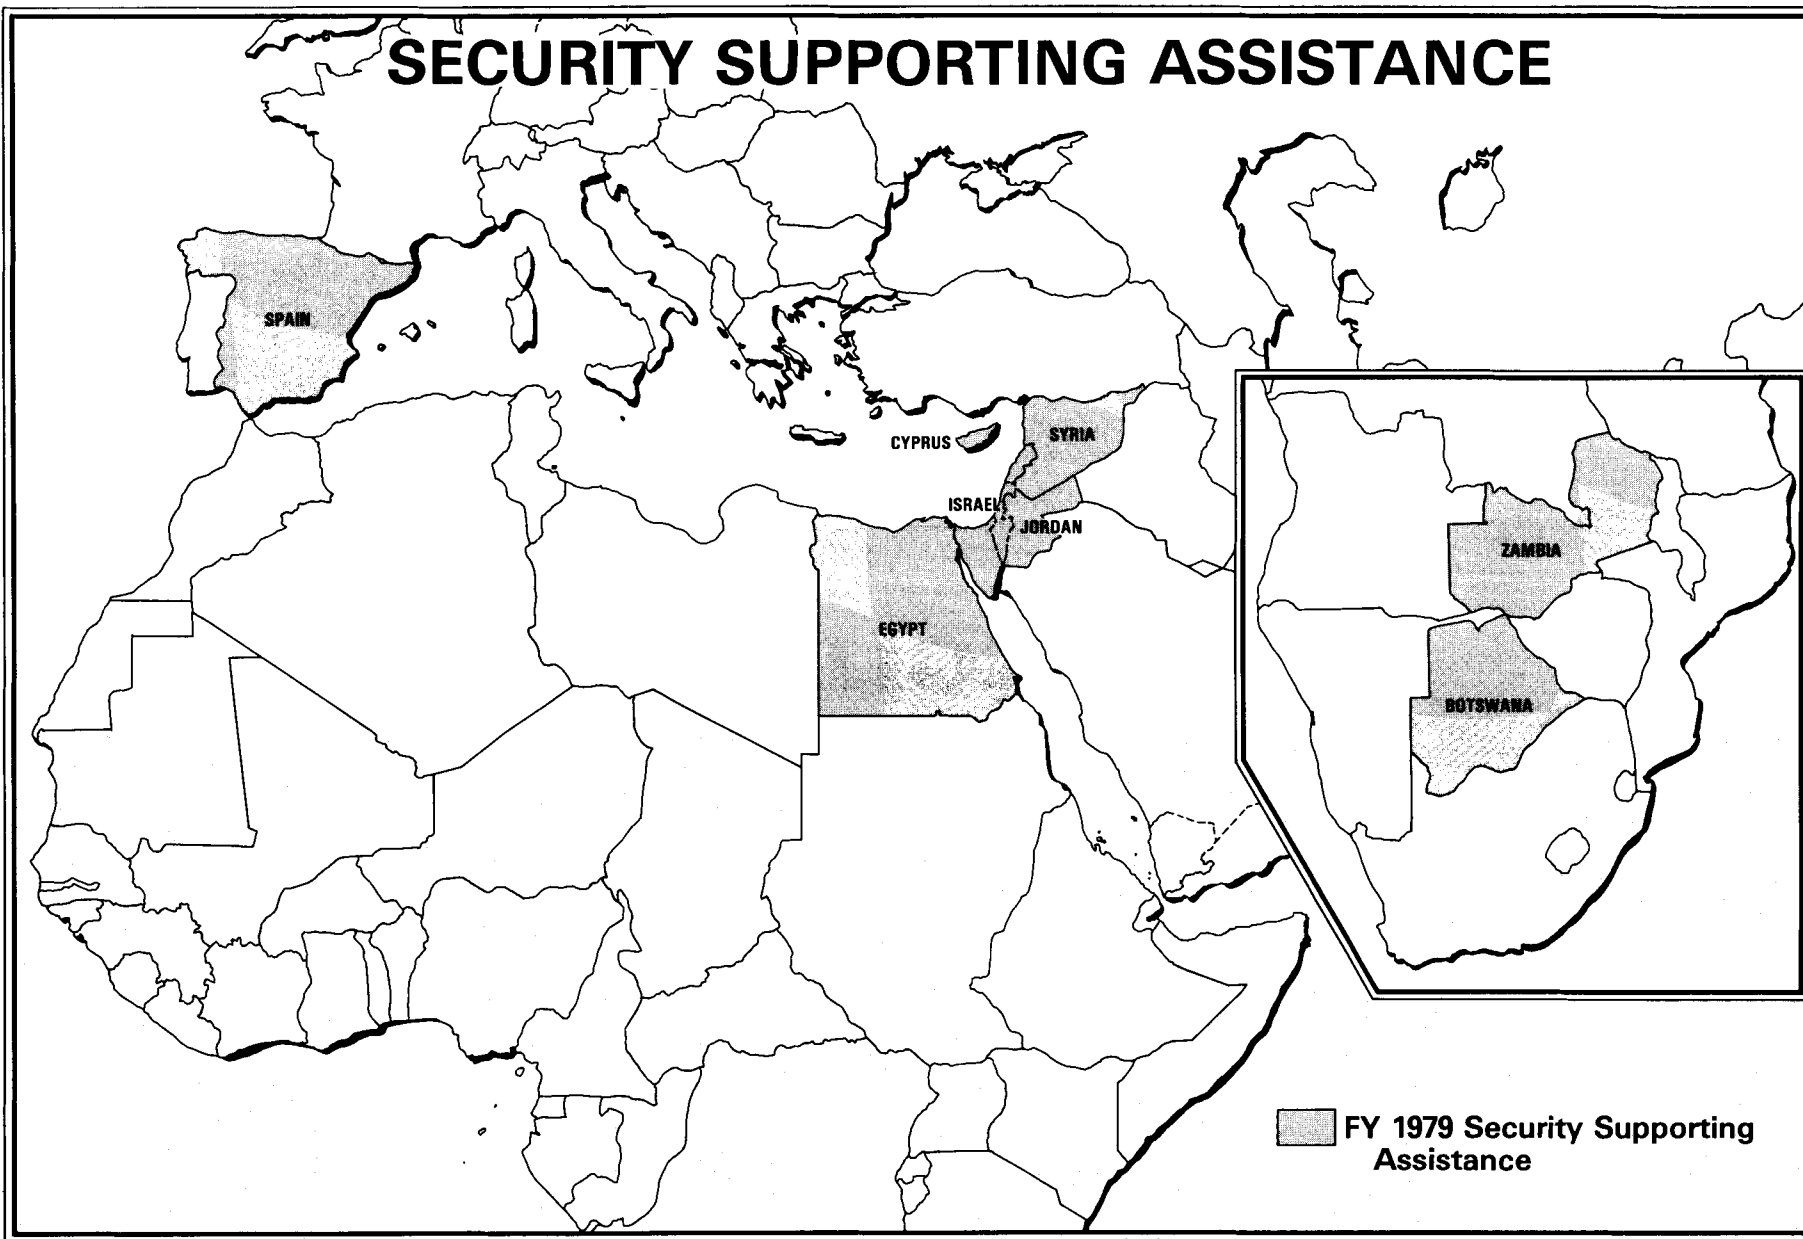 SECURITY SUPPORTING ASSISTANCE
SPAIN
CYPRUS
SYRIA
ISRAEL
JORDAN
EGYPT
ZAMBIA
BOTSWANA
FY 1979 Security Supporting
Assistance